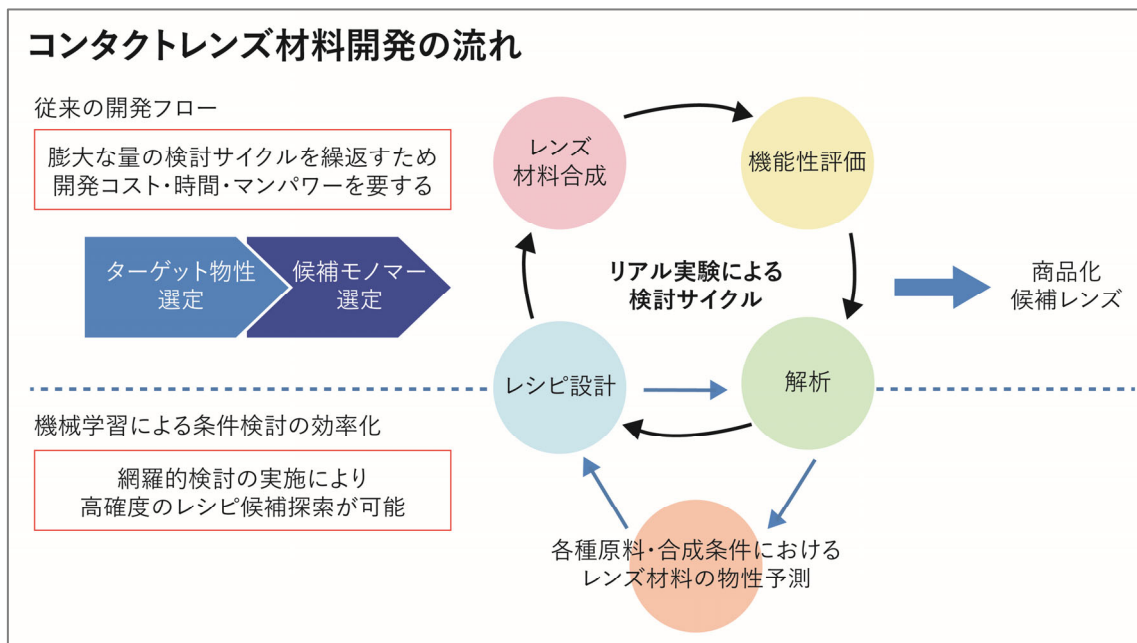 コンタクトレンズ材料開発の流れ
従来の開発フロー
膨大な量の検討サイクルを繰返すため
開発コスト・時間・マンパワーを要する
ターゲット物性
選定
候補モノマー
選定
レンズ
材料合成
機能性評価
リアル実験による
検討サイクル
商品化
候補レンズ
レシピ設計
解析
機械学習による条件検討の効率化
網羅的検討の実施により
高確度のレシピ候補探索が可能
各種原料・合成条件における
レンズ材料の物性予測